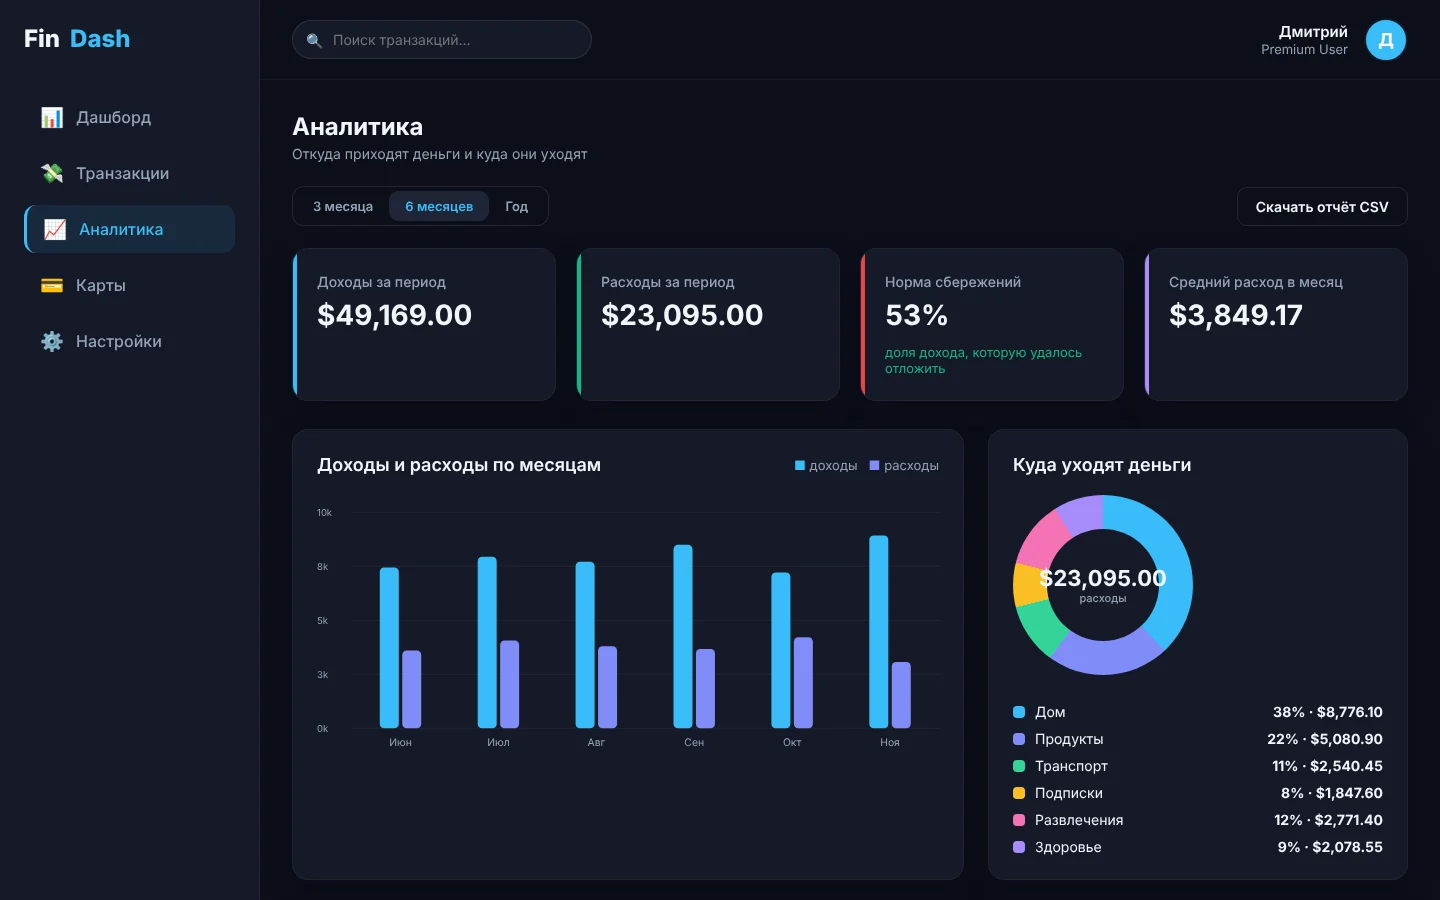 Fin Dash
Дашборд
Транзакции
Аналитика
Карты
Настройки
Поиск транзакций...
Дмитрий
Premium User
Д
Аналитика
Откуда приходят деньги и куда они уходят
3 месяца
6 месяцев
Год
Скачать отчёт CSV
Доходы за период
$49,169.00
Расходы за период
$23,095.00
Норма сбережений
53%
доля дохода, которую удалось
отложить
Средний расход в месяц
$3,849.17
Доходы и расходы по месяцам
доходы
расходы
10k
8k
5k
3k
0k
Июн
Июл
Авг
Сен
Окт
Ноя
Куда уходят деньги
$23,095.00
расходы
Дом 38% · $8,776.10
Продукты 22% · $5,080.90
Транспорт 11% · $2,540.45
Подписки 8% · $1,847.60
Развлечения 12% · $2,771.40
Здоровье 9% · $2,078.55